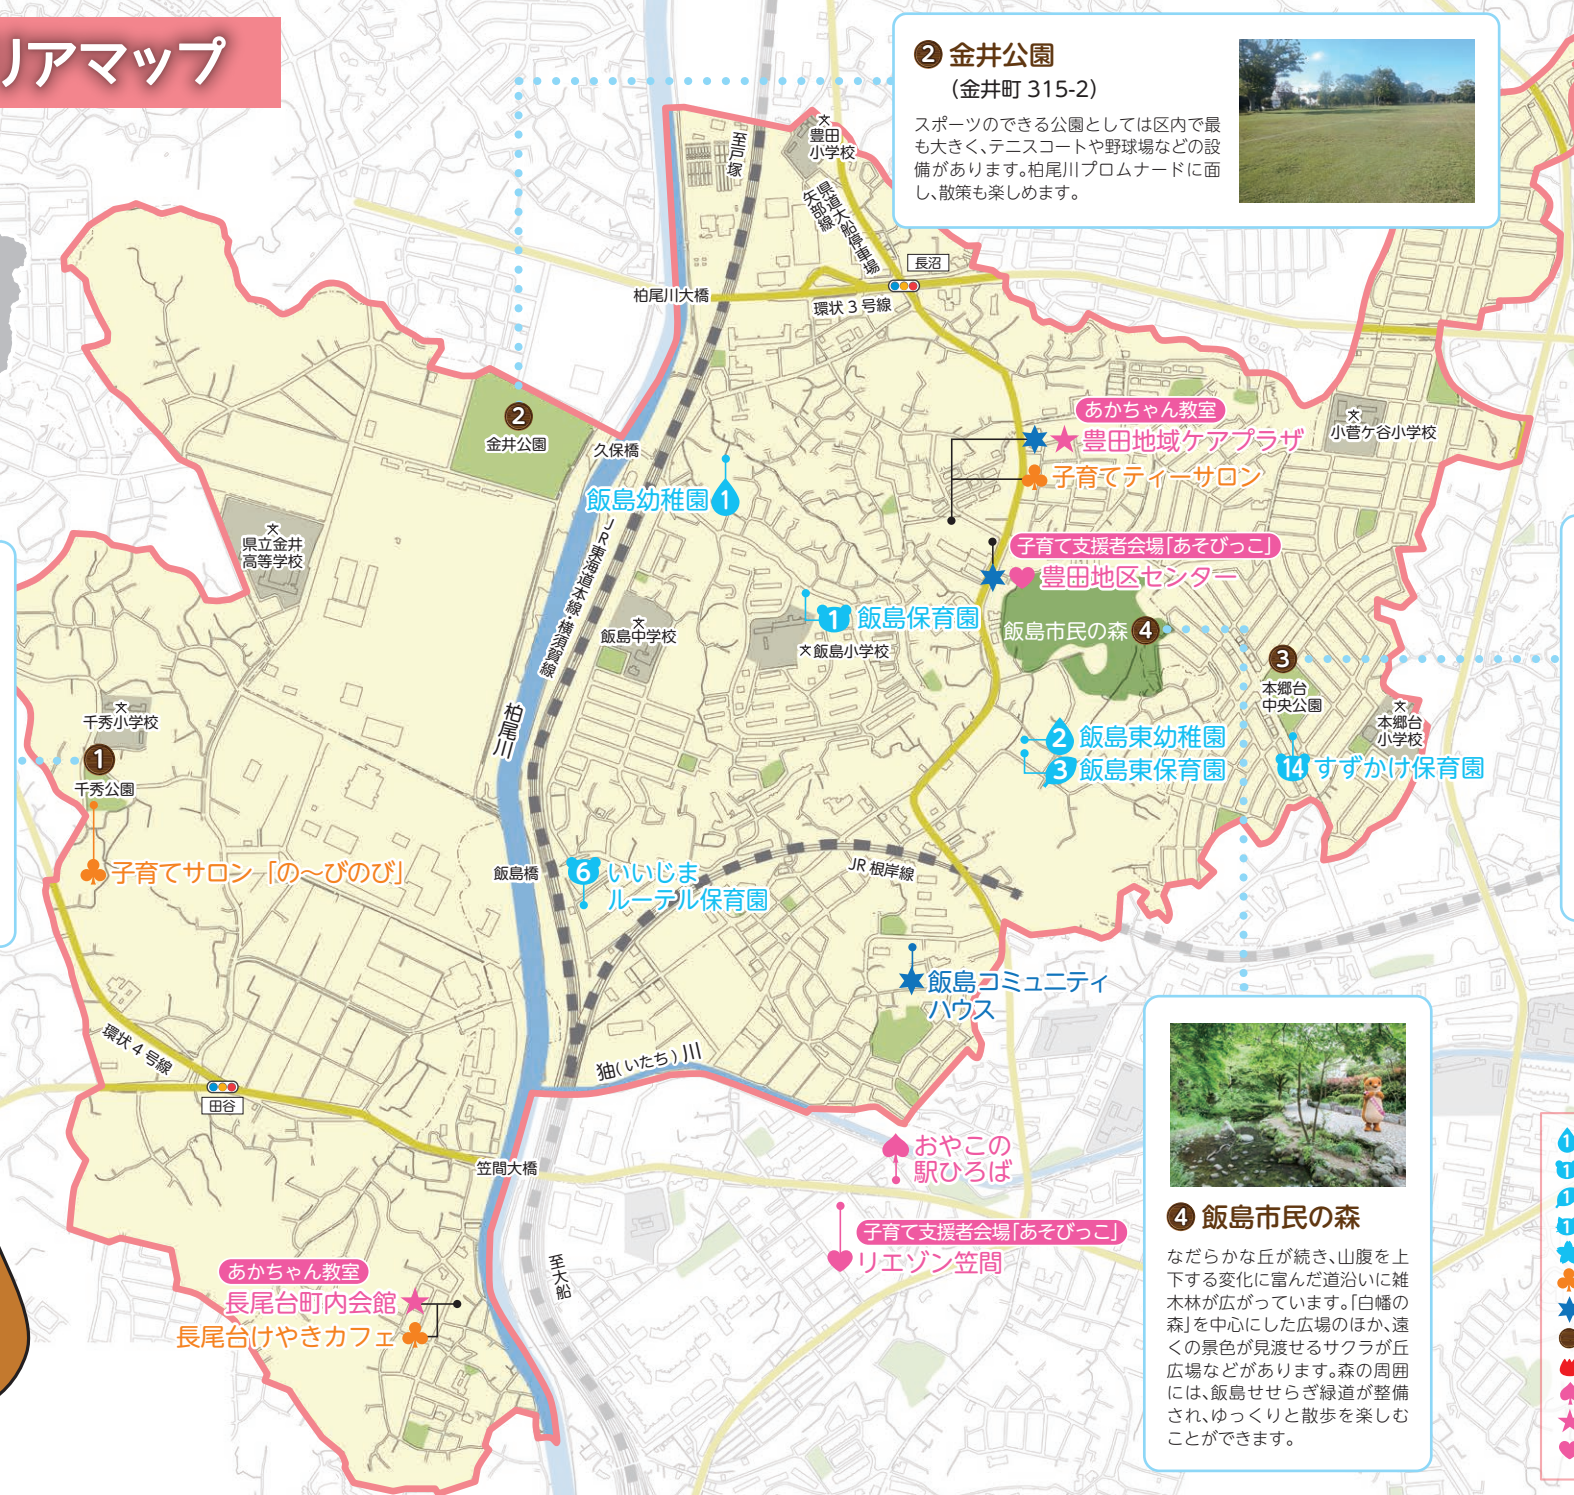 リアマップ
2 金井公園
(金井町 315-2)
スポーツのできる公園としては区内で最
も大きく、テニスコートや野球場などの設
備があります。柏尾川プロムナードに面
し、散策も楽しめます。
至戸塚
文
豊田
小学校
県道大船停車場
矢部線
長沼
柏尾川大橋
環状 3 号線
2
金井公園
久保橋
飯島幼稚園 1
あかちゃん教室
豊田地域ケアプラザ
子育てティーサロン
文
小菅ケ谷小学校
文
県立金井
高等学校
JR東海道本線・横須賀線
子育て支援者会場「あそびっこ」
豊田地区センター
文
飯島中学校
1 飯島保育園
文飯島小学校
飯島市民の森 4
3
本郷台
中央公園
文
本郷台
小学校
文
千秀小学校
1
千秀公園
柏尾川
2 飯島東幼稚園
3 飯島東保育園
14 すずかけ保育園
子育てサロン「の〜びのび」
飯島橋
6 いいじま
ルーテル保育園
JR 根岸線
飯島コミュニティ
ハウス
環状 4 号線
田谷
㹨(いたち)川
笠間大橋
おやこの
駅ひろば
子育て支援者会場「あそびっこ」
リエゾン笠間
至大船
あかちゃん教室
長尾台町内会館
長尾台けやきカフェ
4 飯島市民の森
なだらかな丘が続き、山腹を上
下する変化に富んだ道沿いに雑
木林が広がっています。「白幡の
森」を中心にした広場のほか、遠
くの景色が見渡せるサクラが丘
広場などがあります。森の周囲
には、飯島せせらぎ緑道が整備
され、ゆっくりと散歩を楽しむ
ことができます。
1
1
1
1